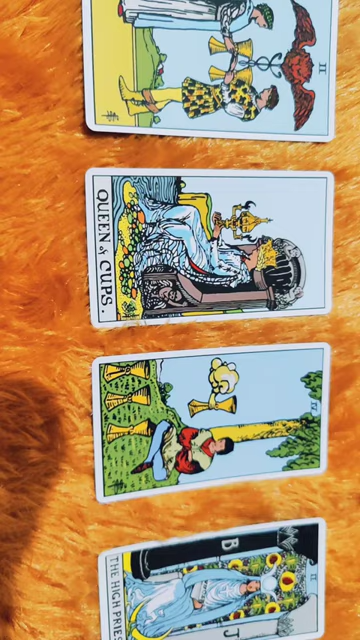 II
QUEEN of CUPS.
IV
II
B
J
THE HIGH PRIES